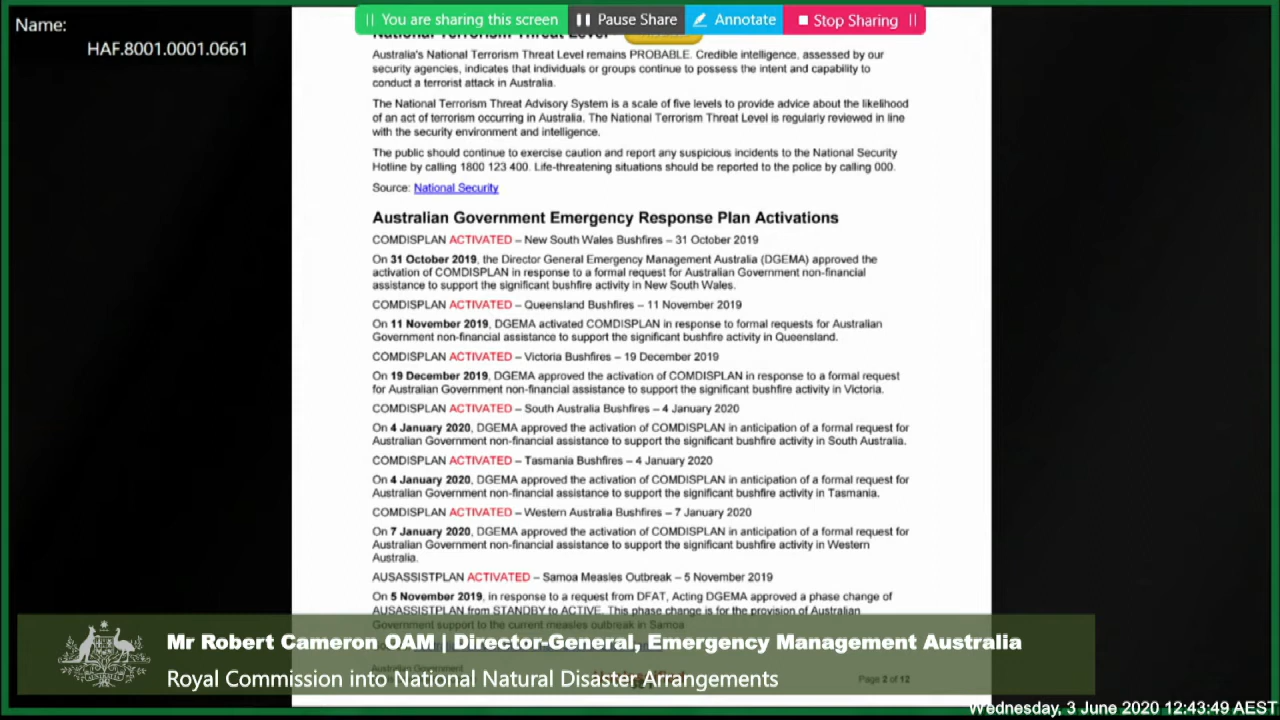 Name:
HAF.8001.0001.0661
You are sharing this screen
Pause Share
Annotate
Stop Sharing
National Terrorism Threat Level
Australia's National Terrorism Threat Level remains PROBABLE. Credible intelligence, assessed by our
security agencies, indicates that individuals or groups continue to possess the intent and capability to
conduct a terrorist attack in Australia.
The National Terrorism Threat Advisory System is a scale of five levels to provide advice about the likelihood
of an act of terrorism occurring in Australia. The National Terrorism Threat Level is regularly reviewed in line
with the security environment and intelligence.
The public should continue to exercise caution and report any suspicious incidents to the National Security
Hotline by calling 1800 123 400. Life-threatening situations should be reported to the police by calling 000.
Source: National Security
Australian Government Emergency Response Plan Activations
COMDISPLAN ACTIVATED – New South Wales Bushfires – 31 October 2019
On 31 October 2019, the Director General Emergency Management Australia (DGEMA) approved the
activation of COMDISPLAN in response to a formal request for Australian Government non-financial
assistance to support the significant bushfire activity in New South Wales.
COMDISPLAN ACTIVATED – Queensland Bushfires – 11 November 2019
On 11 November 2019, DGEMA activated COMDISPLAN in response to formal requests for Australian
Government non-financial assistance to support the significant bushfire activity in Queensland.
COMDISPLAN ACTIVATED – Victoria Bushfires – 19 December 2019
On 19 December 2019, DGEMA approved the activation of COMDISPLAN in response to a formal request
for Australian Government non-financial assistance to support the significant bushfire activity in Victoria.
COMDISPLAN ACTIVATED – South Australia Bushfires – 4 January 2020
On 4 January 2020, DGEMA approved the activation of COMDISPLAN in anticipation of a formal request for
Australian Government non-financial assistance to support the significant bushfire activity in South Australia.
COMDISPLAN ACTIVATED – Tasmania Bushfires – 4 January 2020
On 4 January 2020, DGEMA approved the activation of COMDISPLAN in anticipation of a formal request for
Australian Government non-financial assistance to support the significant bushfire activity in Tasmania.
COMDISPLAN ACTIVATED – Western Australia Bushfires – 7 January 2020
On 7 January 2020, DGEMA approved the activation of COMDISPLAN in anticipation of a formal request for
Australian Government non-financial assistance to support the significant bushfire activity in Western
Australia.
AUSASSISTPLAN ACTIVATED – Samoa Measles Outbreak – 5 November 2019
On 5 November 2019, in response to a request from DFAT, Acting DGEMA approved a phase change of
AUSASSISTPLAN from STANDBY to ACTIVE. This phase change is for the provision of Australian
Government support to the current measles outbreak in Samoa
Mr Robert Cameron OAM | Director-General, Emergency Management Australia
Australian Government
Royal Commission into National Natural Disaster Arrangements
Page 2 of 12
Wednesday, 3 June 2020 12:43:49 AEST